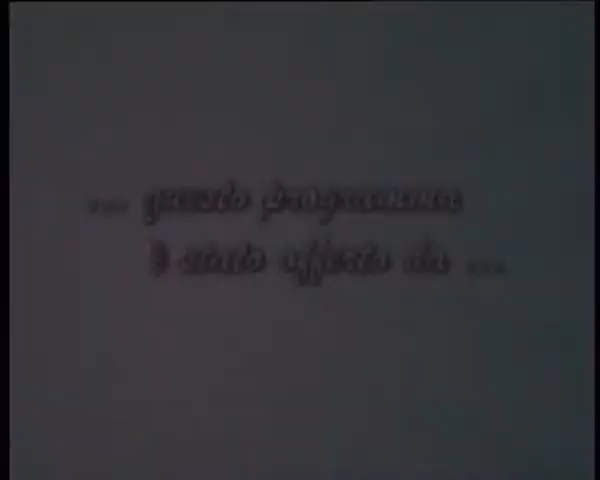 ... questo programma
è stato offerto da ...